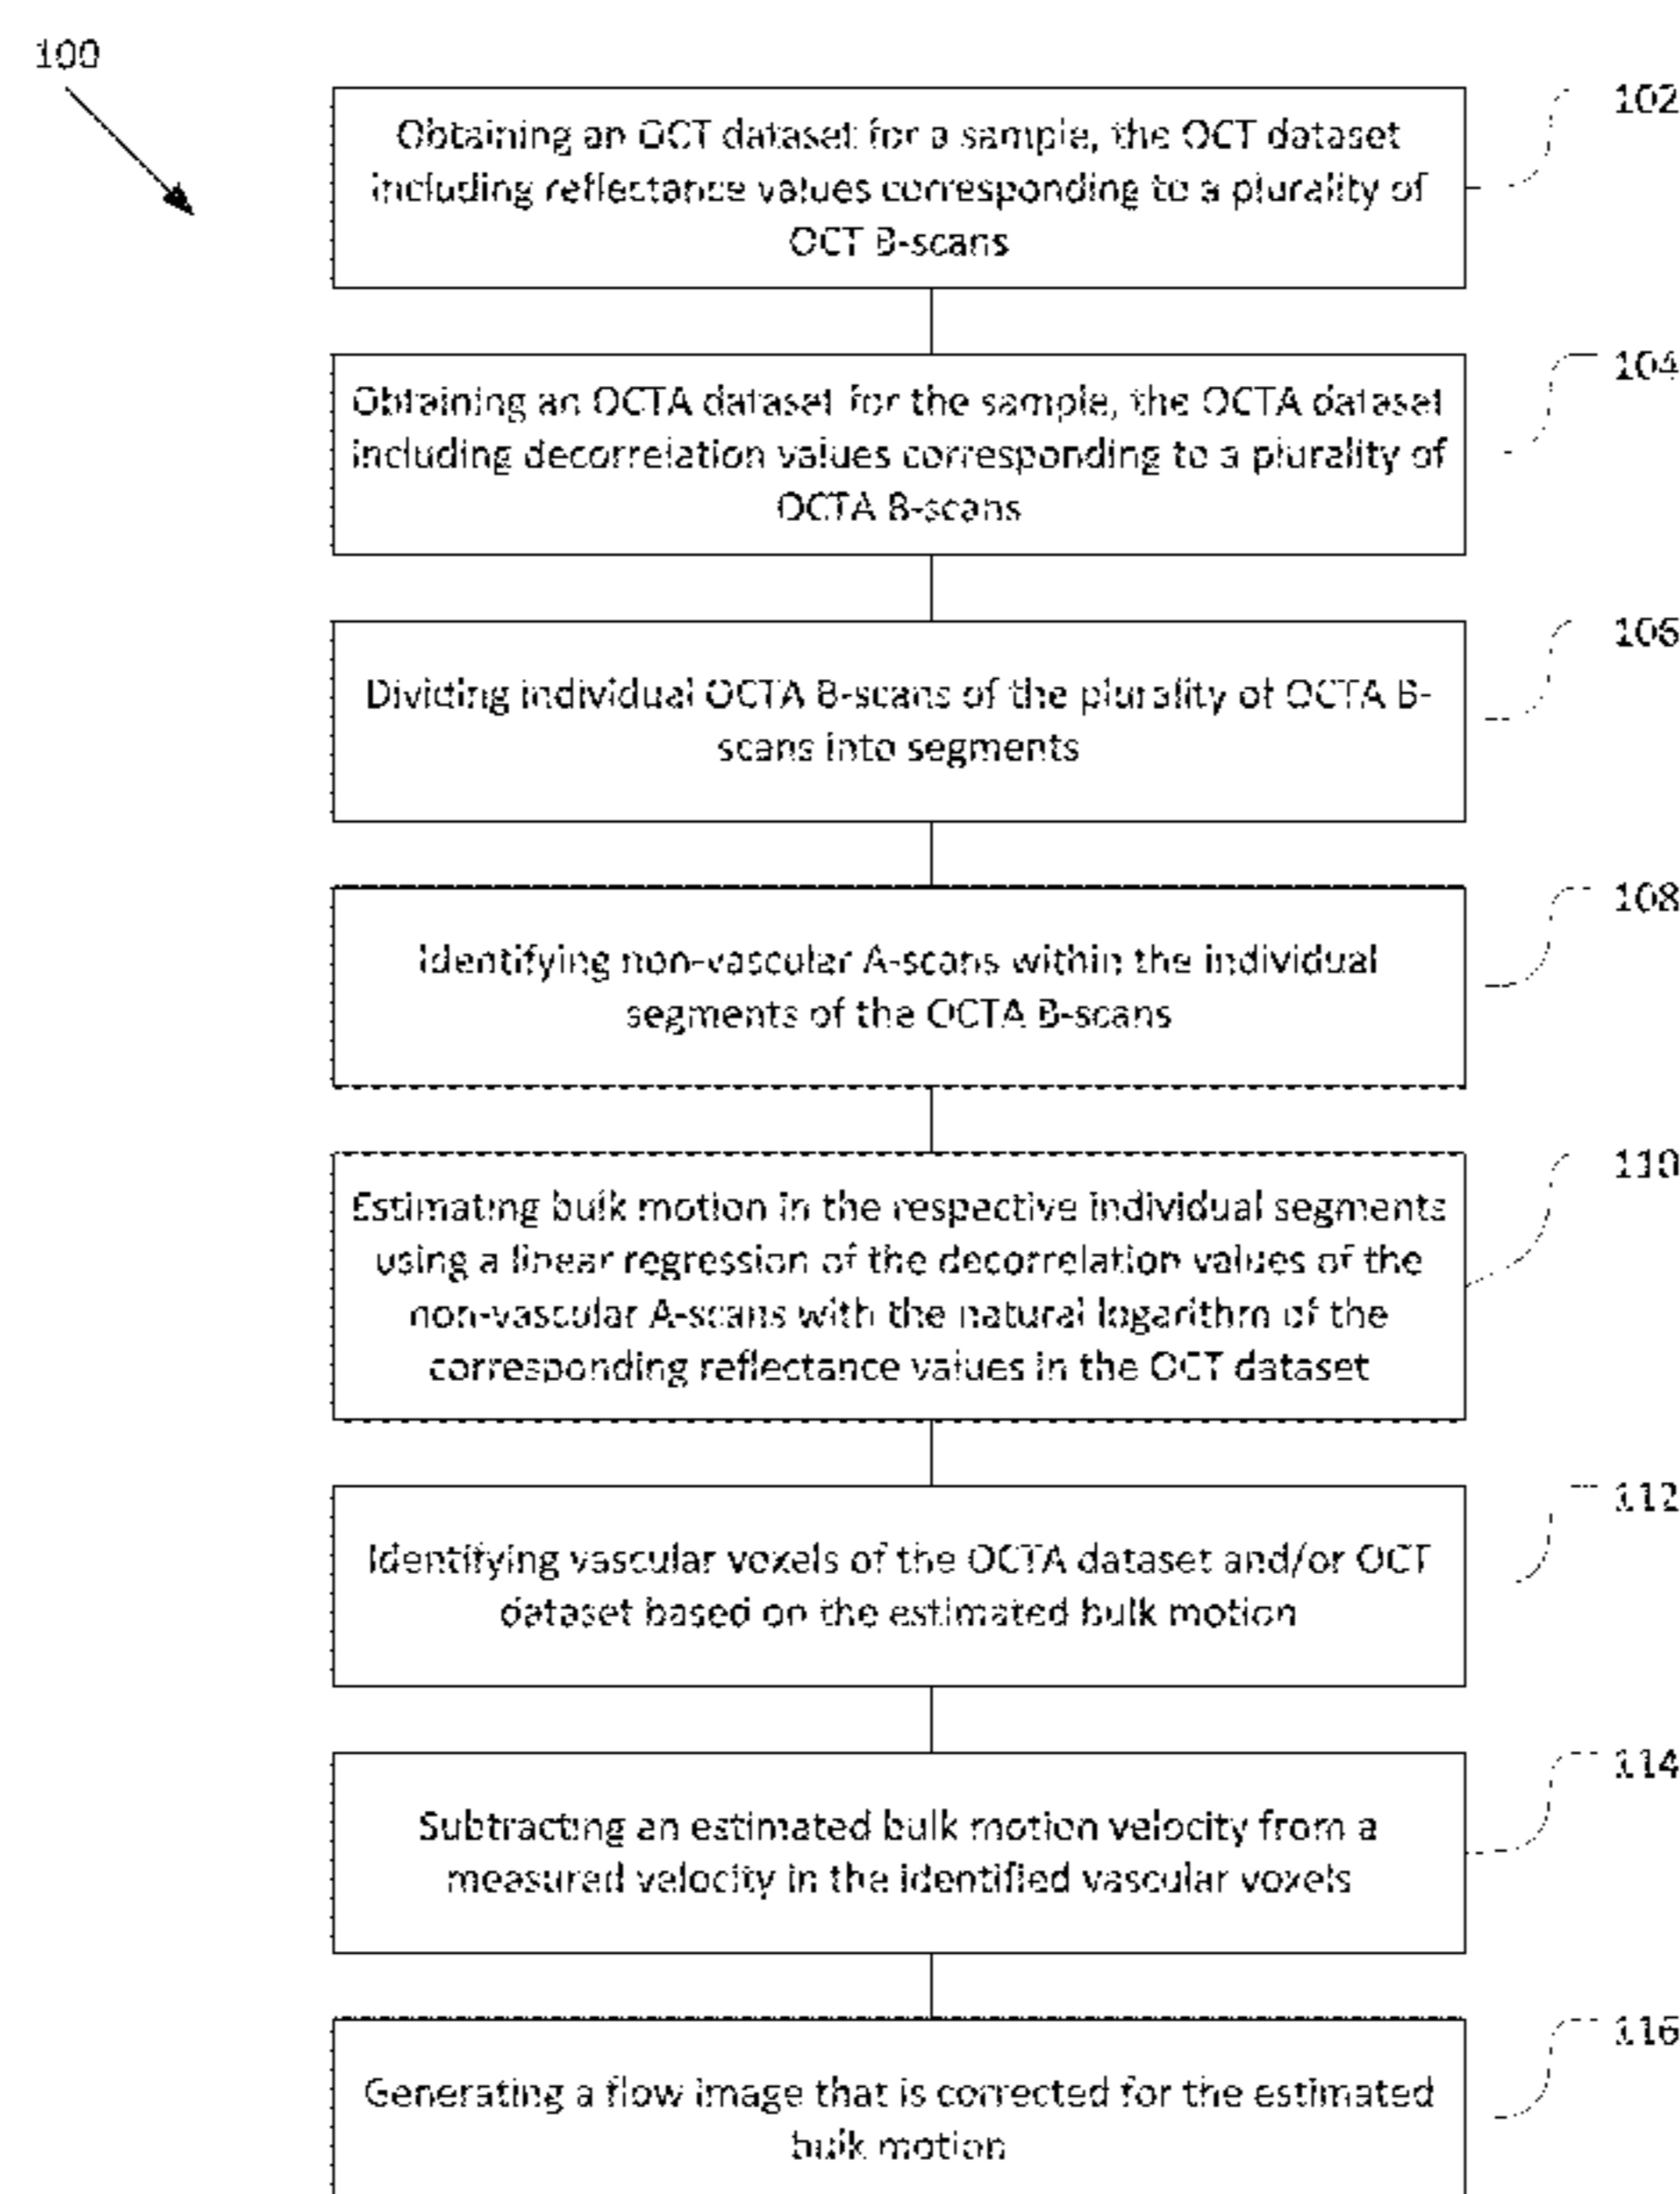 100
102
Obtaining an OCT dataset for a sample, the OCT dataset
including reflectance values corresponding to a plurality of
OCT B-scans
104
Obtaining an OCTA dataset for the sample, the OCTA dataset
including decorrelation values corresponding to a plurality of
OCTA B-scans
106
Dividing individual OCTA B-scans of the plurality of OCTA B-
scans into segments
108
Identifying non-vascular A-scans within the individual
segments of the OCTA B-scans
110
Estimating bulk motion in the respective individual segments
using a linear regression of the decorrelation values of the
non-vascular A-scans with the natural logarithm of the
corresponding reflectance values in the OCT dataset
112
Identifying vascular voxels of the OCTA dataset and/or OCT
dataset based on the estimated bulk motion
114
Subtracting an estimated bulk motion velocity from a
measured velocity in the identified vascular voxels
116
Generating a flow image that is corrected for the estimated
bulk motion